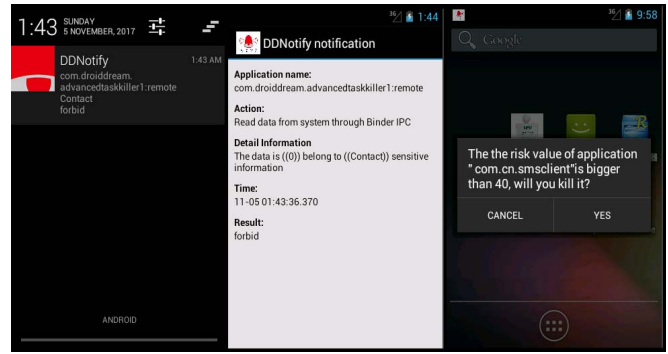 1:43 SUNDAY
5 NOVEMBER, 2017
DDNotify 1:43 AM
com.droiddream.
advancedtaskkiller1:remote
Contact
forbid
ANDROID
3G 1:44
DDNotify notification
Application name:
com.droiddream.advancedtaskkiller1:remote
Action:
Read data from system through Binder IPC
Detail Information
The data is ((0)) belong to ((Contact)) sensitive
information
Time:
11-05 01:43:36.370
Result:
forbid
3G 9:58
Google
The the risk value of application
" com.cn.smsclient"is bigger
than 40, will you kill it?
CANCEL YES